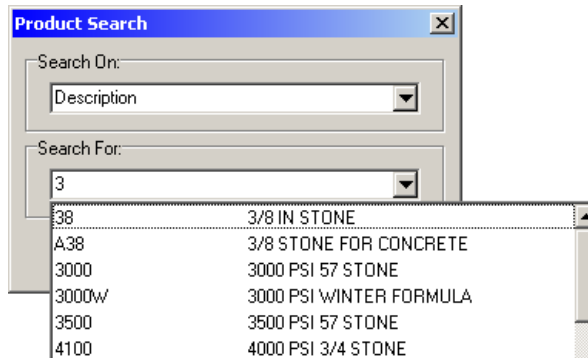 Product Search
Search On:
Description
Search For:
3
38 3/8 IN STONE
A38 3/8 STONE FOR CONCRETE
3000 3000 PSI 57 STONE
3000W 3000 PSI WINTER FORMULA
3500 3500 PSI 57 STONE
4100 4000 PSI 3/4 STONE